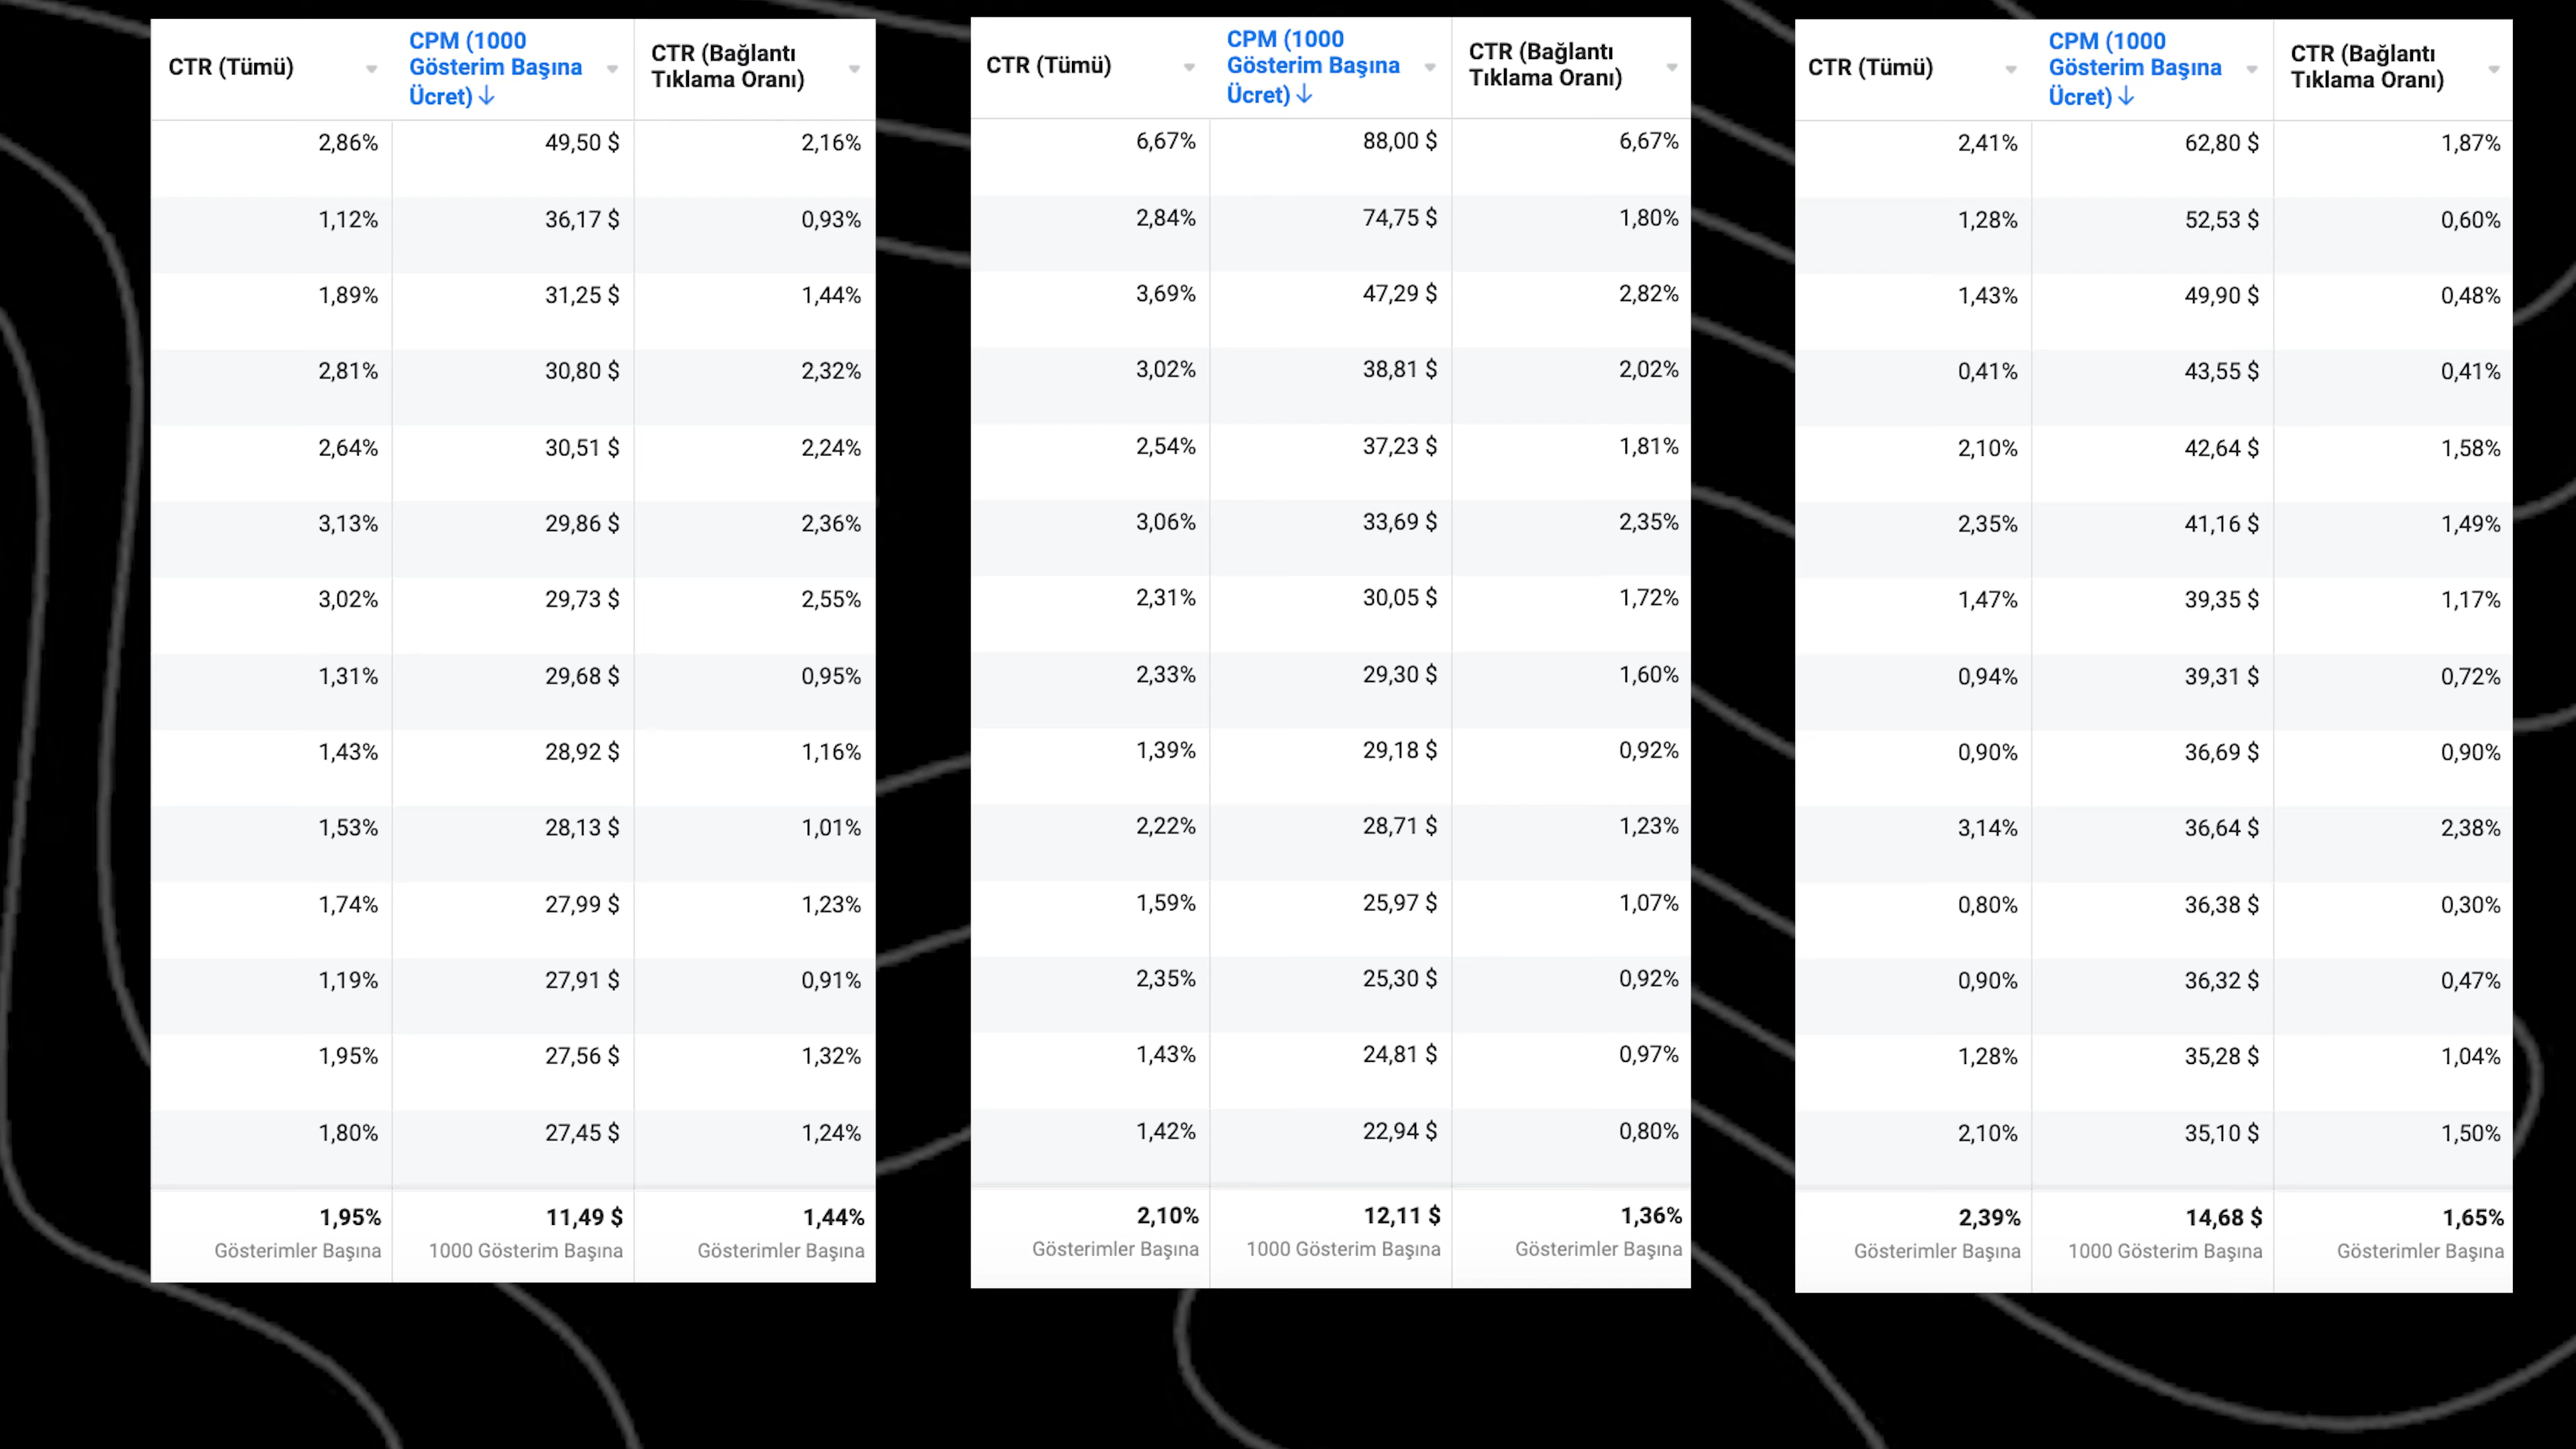 CTR (Tümü)
CPM (1000
Gösterim Başına
Ücret) ↓
CTR (Bağlantı
Tıklama Oranı)
2,86% 49,50 $ 2,16%
1,12% 36,17 $ 0,93%
1,89% 31,25 $ 1,44%
2,81% 30,80 $ 2,32%
2,64% 30,51 $ 2,24%
3,13% 29,86 $ 2,36%
3,02% 29,73 $ 2,55%
1,31% 29,68 $ 0,95%
1,43% 28,92 $ 1,16%
1,53% 28,13 $ 1,01%
1,74% 27,99 $ 1,23%
1,19% 27,91 $ 0,91%
1,95% 27,56 $ 1,32%
1,80% 27,45 $ 1,24%
1,95% 11,49 $ 1,44%
Gösterimler Başına 1000 Gösterim Başına Gösterimler Başına
CTR (Tümü)
CPM (1000
Gösterim Başına
Ücret) ↓
CTR (Bağlantı
Tıklama Oranı)
6,67% 88,00 $ 6,67%
2,84% 74,75 $ 1,80%
3,69% 47,29 $ 2,82%
3,02% 38,81 $ 2,02%
2,54% 37,23 $ 1,81%
3,06% 33,69 $ 2,35%
2,31% 30,05 $ 1,72%
2,33% 29,30 $ 1,60%
1,39% 29,18 $ 0,92%
2,22% 28,71 $ 1,23%
1,59% 25,97 $ 1,07%
2,35% 25,30 $ 0,92%
1,43% 24,81 $ 0,97%
1,42% 22,94 $ 0,80%
2,10% 12,11 $ 1,36%
Gösterimler Başına 1000 Gösterim Başına Gösterimler Başına
CTR (Tümü)
CPM (1000
Gösterim Başına
Ücret) ↓
CTR (Bağlantı
Tıklama Oranı)
2,41% 62,80 $ 1,87%
1,28% 52,53 $ 0,60%
1,43% 49,90 $ 0,48%
0,41% 43,55 $ 0,41%
2,10% 42,64 $ 1,58%
2,35% 41,16 $ 1,49%
1,47% 39,35 $ 1,17%
0,94% 39,31 $ 0,72%
0,90% 36,69 $ 0,90%
3,14% 36,64 $ 2,38%
0,80% 36,38 $ 0,30%
0,90% 36,32 $ 0,47%
1,28% 35,28 $ 1,04%
2,10% 35,10 $ 1,50%
2,39% 14,68 $ 1,65%
Gösterimler Başına 1000 Gösterim Başına Gösterimler Başına